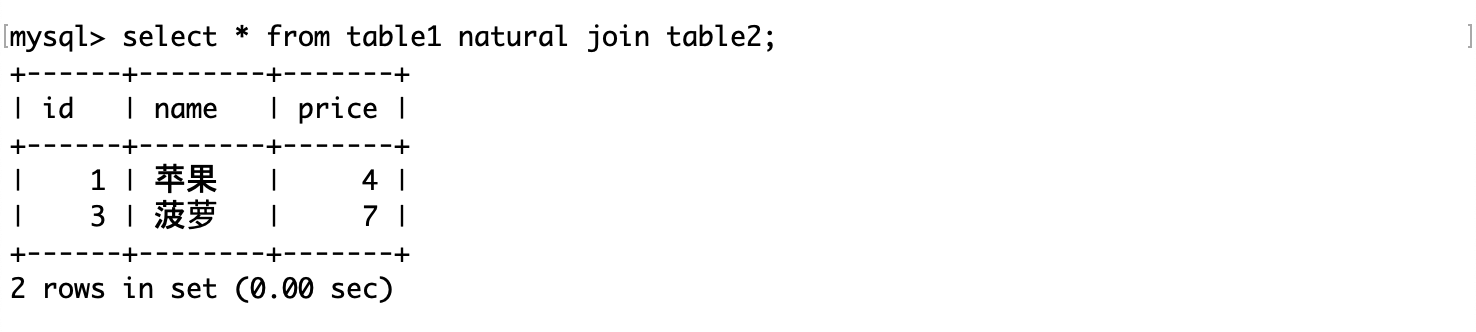 [mysql> select * from table1 natural join table2; ]
+------+--------+-------+
| id   | name   | price |
+------+--------+-------+
|    1 | 苹果   |     4 |
|    3 | 菠萝   |     7 |
+------+--------+-------+
2 rows in set (0.00 sec)